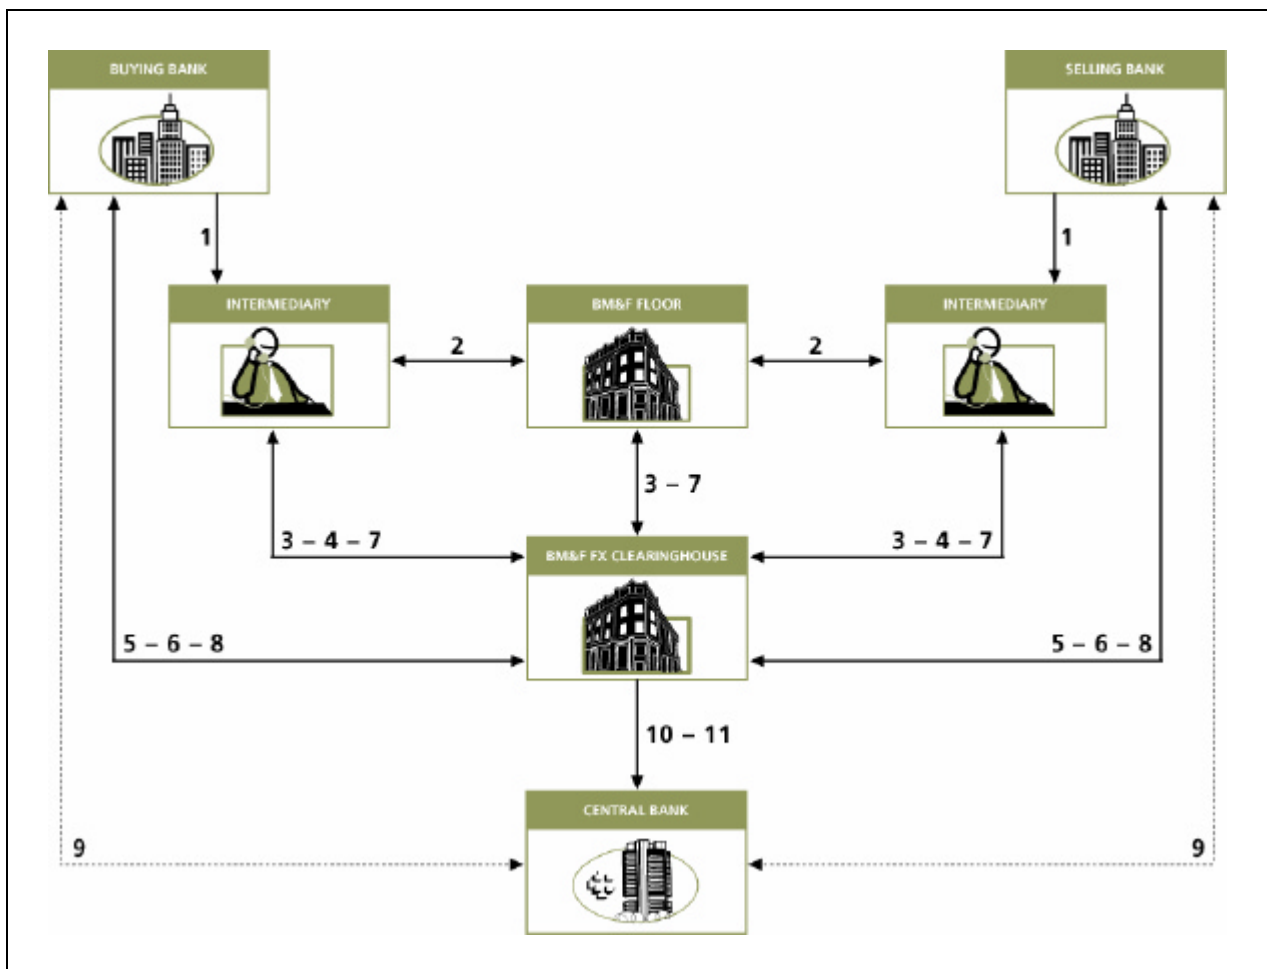 BUYING BANK
SELLING BANK
1
1
INTERMEDIARY
BM&F FLOOR
INTERMEDIARY
2
2
3 – 7
3 – 4 – 7
3 – 4 – 7
BM&F FX CLEARINGHOUSE
5 – 6 – 8
5 – 6 – 8
10 – 11
CENTRAL BANK
9
9